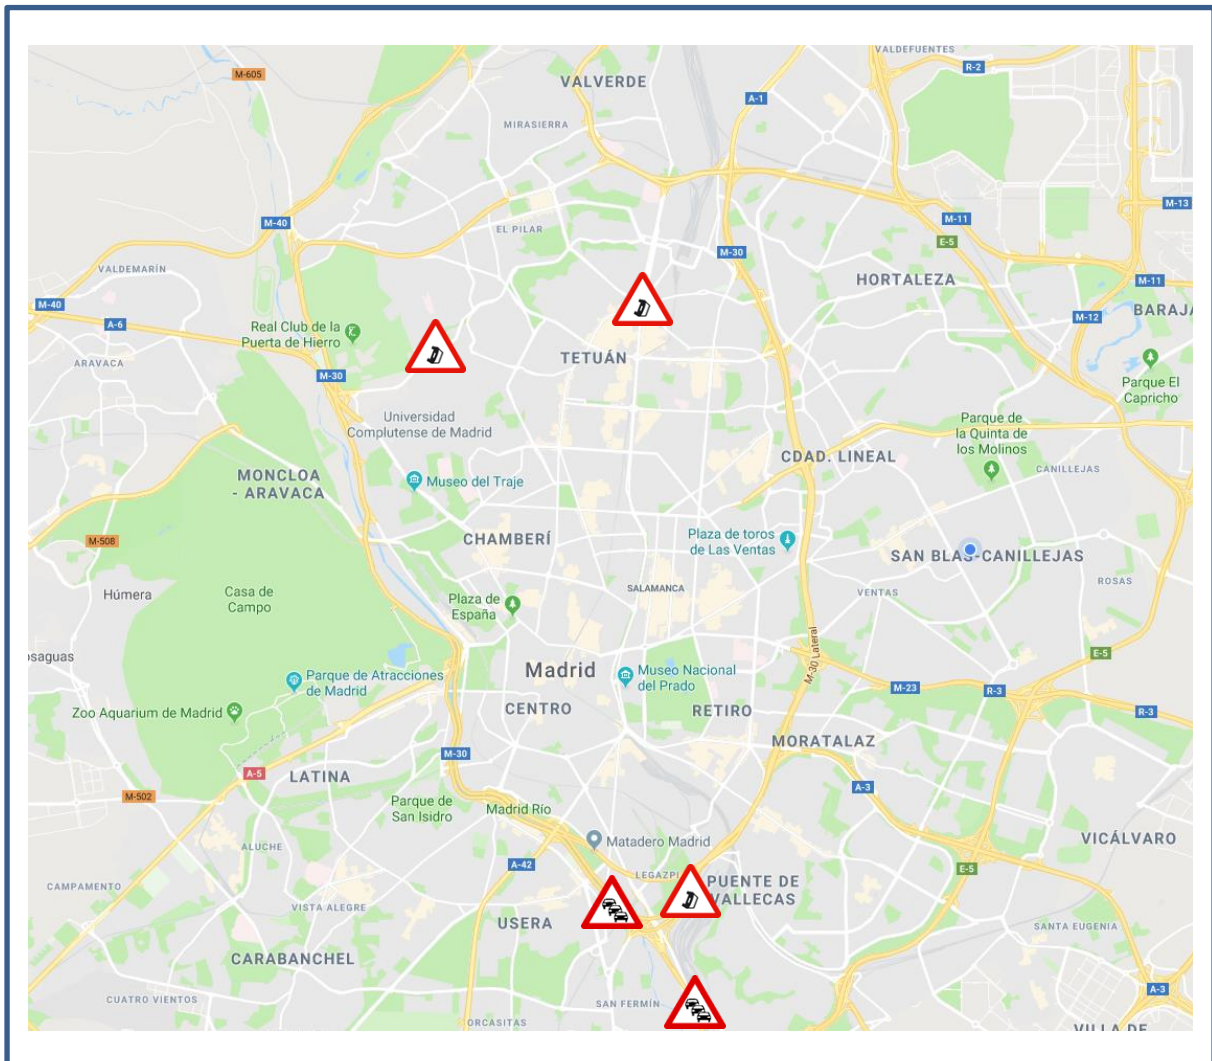 VALDEFUENTES
R-2
M-605
VALVERDE
A-1
MIRASIERRA
M-13
M-40
M-11
EL PILAR
E-5
M-30
VALDEMARÍN
HORTALEZA
M-11
M-40
BARAJA
M-12
A-6
Real Club de la
Puerta de Hierro
TETUÁN
ARAVACA
M-30
Parque El
Capricho
Universidad
Complutense de Madrid
Parque de
la Quinta de
los Molinos
CDAD. LINEAL
CANILLEJAS
MONCLOA
- ARAVACA
Museo del Traje
M-508
CHAMBERÍ
Plaza de toros
de Las Ventas
SAN BLAS-CANILLEJAS
ROSAS
Húmera
Casa de
Campo
SALAMANCA
VENTAS
Plaza de
España
M-30 Lateral
osaguas
E-5
Madrid
Parque de Atracciones
de Madrid
Museo Nacional
del Prado
M-23
R-3
Zoo Aquarium de Madrid
CENTRO
RETIRO
R-3
MORATALAZ
M-30
A-5
LATINA
A-3
M-502
Parque de
San Isidro
Madrid Río
VICÁLVARO
Matadero Madrid
ALUCHE
A-42
E-5
LEGAZPI
CAMPAMENTO
PUENTE DE
VALLECAS
VISTA ALEGRE
USERA
SANTA EUGENIA
CARABANCHEL
A-3
CUATRO VIENTOS
SAN FERMÍN
ORCASITAS
VILLA DE